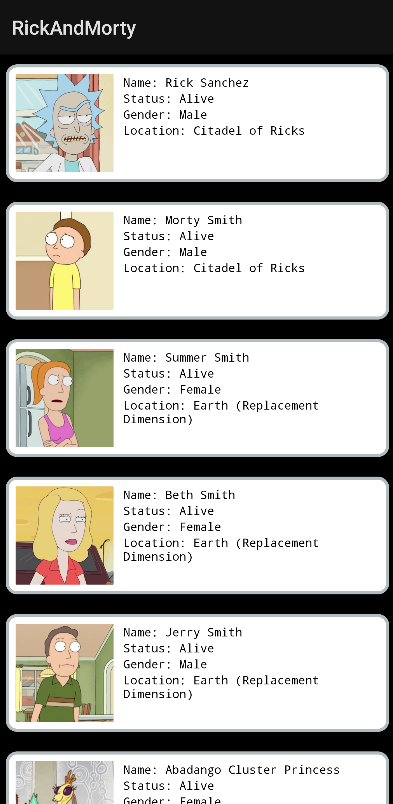 RickAndMorty
Name: Rick Sanchez
Status: Alive
Gender: Male
Location: Citadel of Ricks
Name: Morty Smith
Status: Alive
Gender: Male
Location: Citadel of Ricks
Name: Summer Smith
Status: Alive
Gender: Female
Location: Earth (Replacement
Dimension)
Name: Beth Smith
Status: Alive
Gender: Female
Location: Earth (Replacement
Dimension)
Name: Jerry Smith
Status: Alive
Gender: Male
Location: Earth (Replacement
Dimension)
Name: Abadango Cluster Princess
Status: Alive
Gender: Female